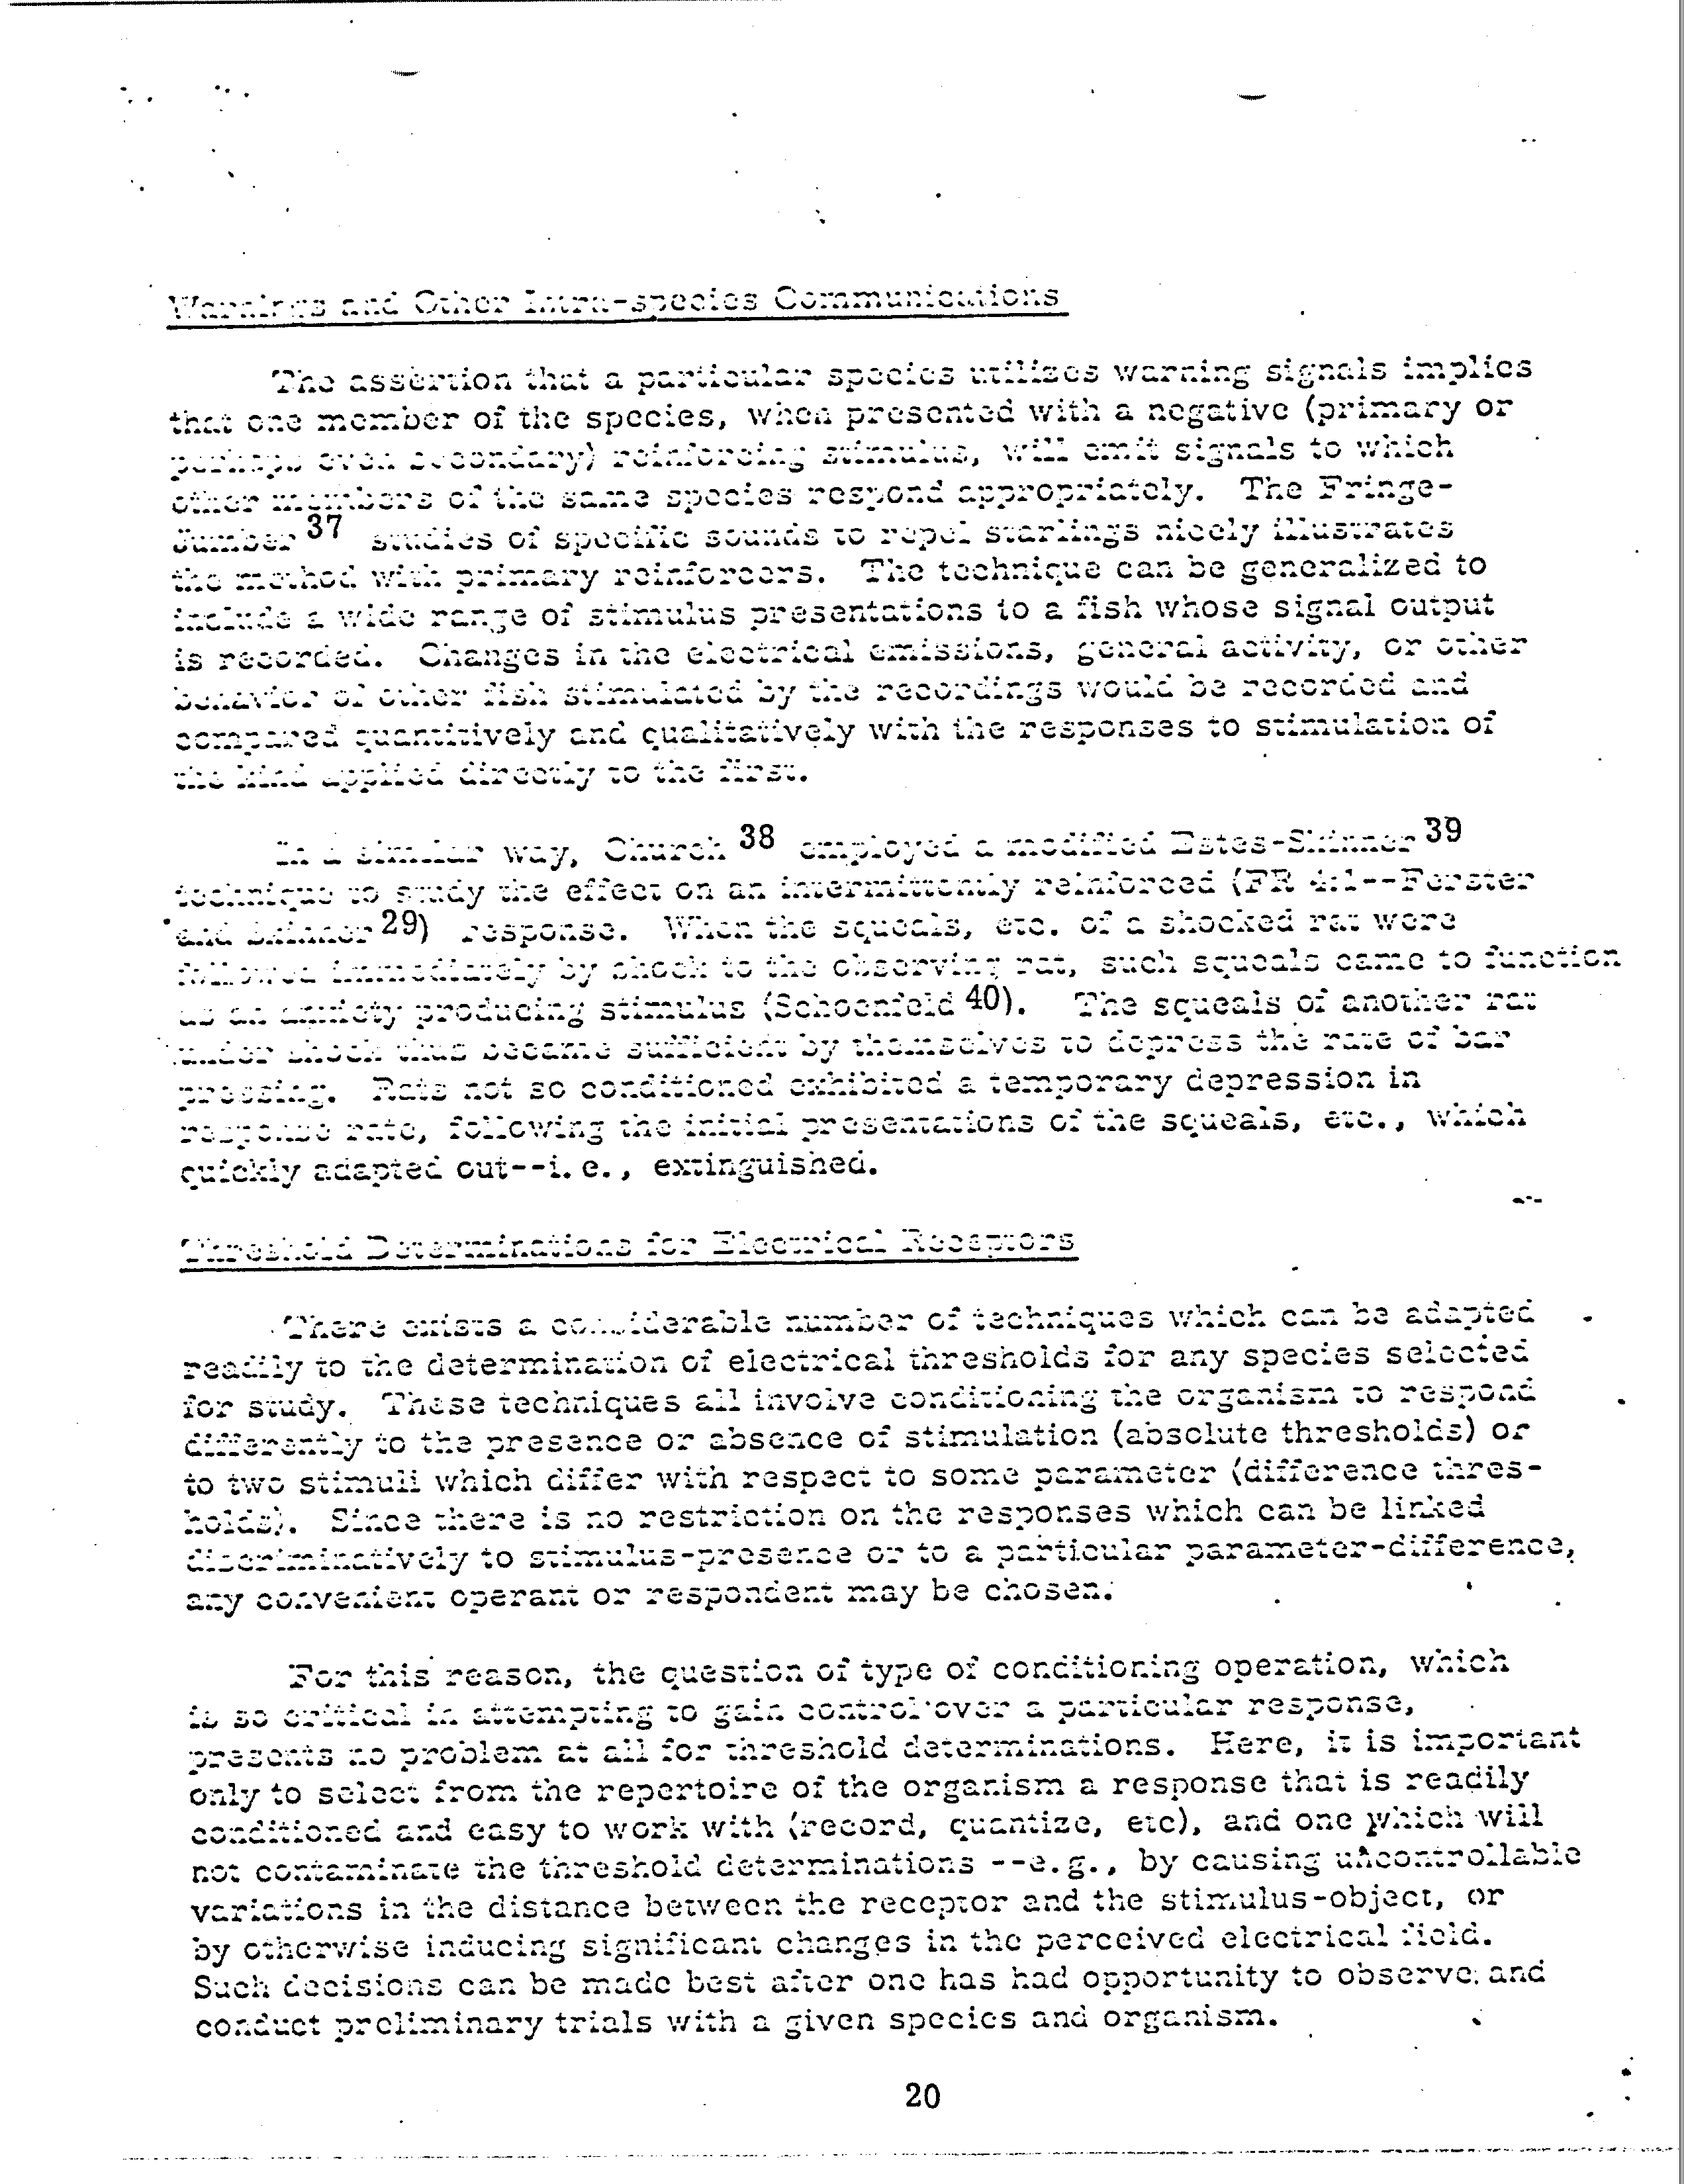 Warnings and Other Intra-species Communications
The assertion that a particular species utilizes warning signals implies
that one member of the species, when presented with a negative (primary or
perhaps even secondary) reinforcing stimulus, will emit signals to which
other members of the same species respond appropriately. The Fringe-
Jumber 37 studies of specific sounds to repel starlings nicely illustrates
the method with primary reinforcers. The technique can be generalized to
include a wide range of stimulus presentations to a fish whose signal output
is recorded. Changes in the electrical emissions, general activity, or other
behavior of other fish stimulated by the recordings would be recorded and
compared quantitively and qualitatively with the responses to stimulation of
the kind applied directly to the first.
In a similar way, Church 38 employed a modified Estes-Skinner 39
technique to study the effect on an intermittently reinforced (FR 4:1--Ferster
and Skinner 29) response. When the squeals, etc. of a shocked rat were
followed immediately by shock to the observing rat, such squeals came to function
as an anxiety producing stimulus (Schoenfeld 40). The squeals of another rat
under shock thus became sufficient by themselves to depress the rate of bar
pressing. Rats not so conditioned exhibited a temporary depression in
response rate, following the initial presentations of the squeals, etc., which
quickly adapted out--i. e., extinguished.
Threshold Determinations for Electrical Receptors
There exists a considerable number of techniques which can be adapted
readily to the determination of electrical thresholds for any species selected
for study. These techniques all involve conditioning the organism to respond
differently to the presence or absence of stimulation (absolute thresholds) or
to two stimuli which differ with respect to some parameter (difference thres-
holds). Since there is no restriction on the responses which can be linked
discriminatively to stimulus-presence or to a particular parameter-difference,
any convenient operant or respondent may be chosen.
For this reason, the question of type of conditioning operation, which
is so critical in attempting to gain control over a particular response,
presents no problem at all for threshold determinations. Here, it is important
only to select from the repertoire of the organism a response that is readily
conditioned and easy to work with (record, quantize, etc), and one which will
not contaminate the threshold determinations --e. g., by causing uncontrollable
variations in the distance between the receptor and the stimulus-object, or
by otherwise inducing significant changes in the perceived electrical field.
Such decisions can be made best after one has had opportunity to observe and
conduct preliminary trials with a given species and organism.
20